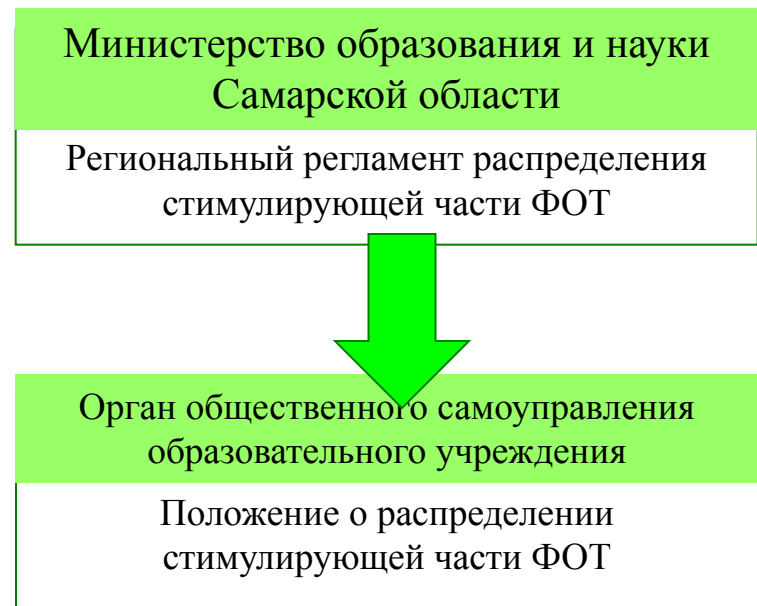 Министерство образования и науки
Самарской области
Региональный регламент распределения
стимулирующей части ФОТ
Орган общественного самоуправления
образовательного учреждения
Положение о распределении
стимулирующей части ФОТ